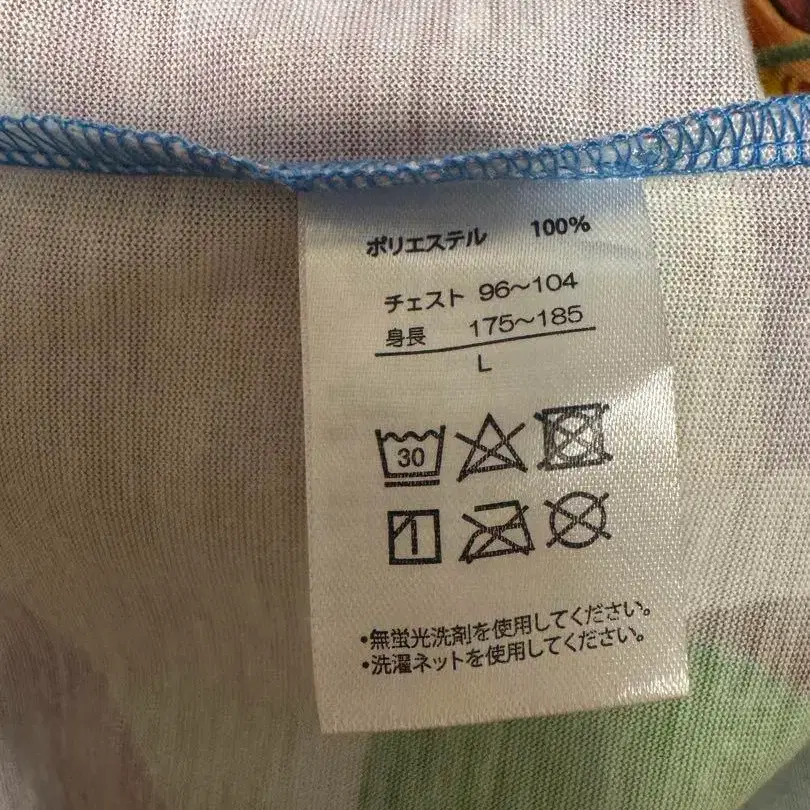 ポリエステル 100%
チェスト 96～104
身長 175～185
L
30
・無蛍光洗剤を使用してください。
・洗濯ネットを使用してください。